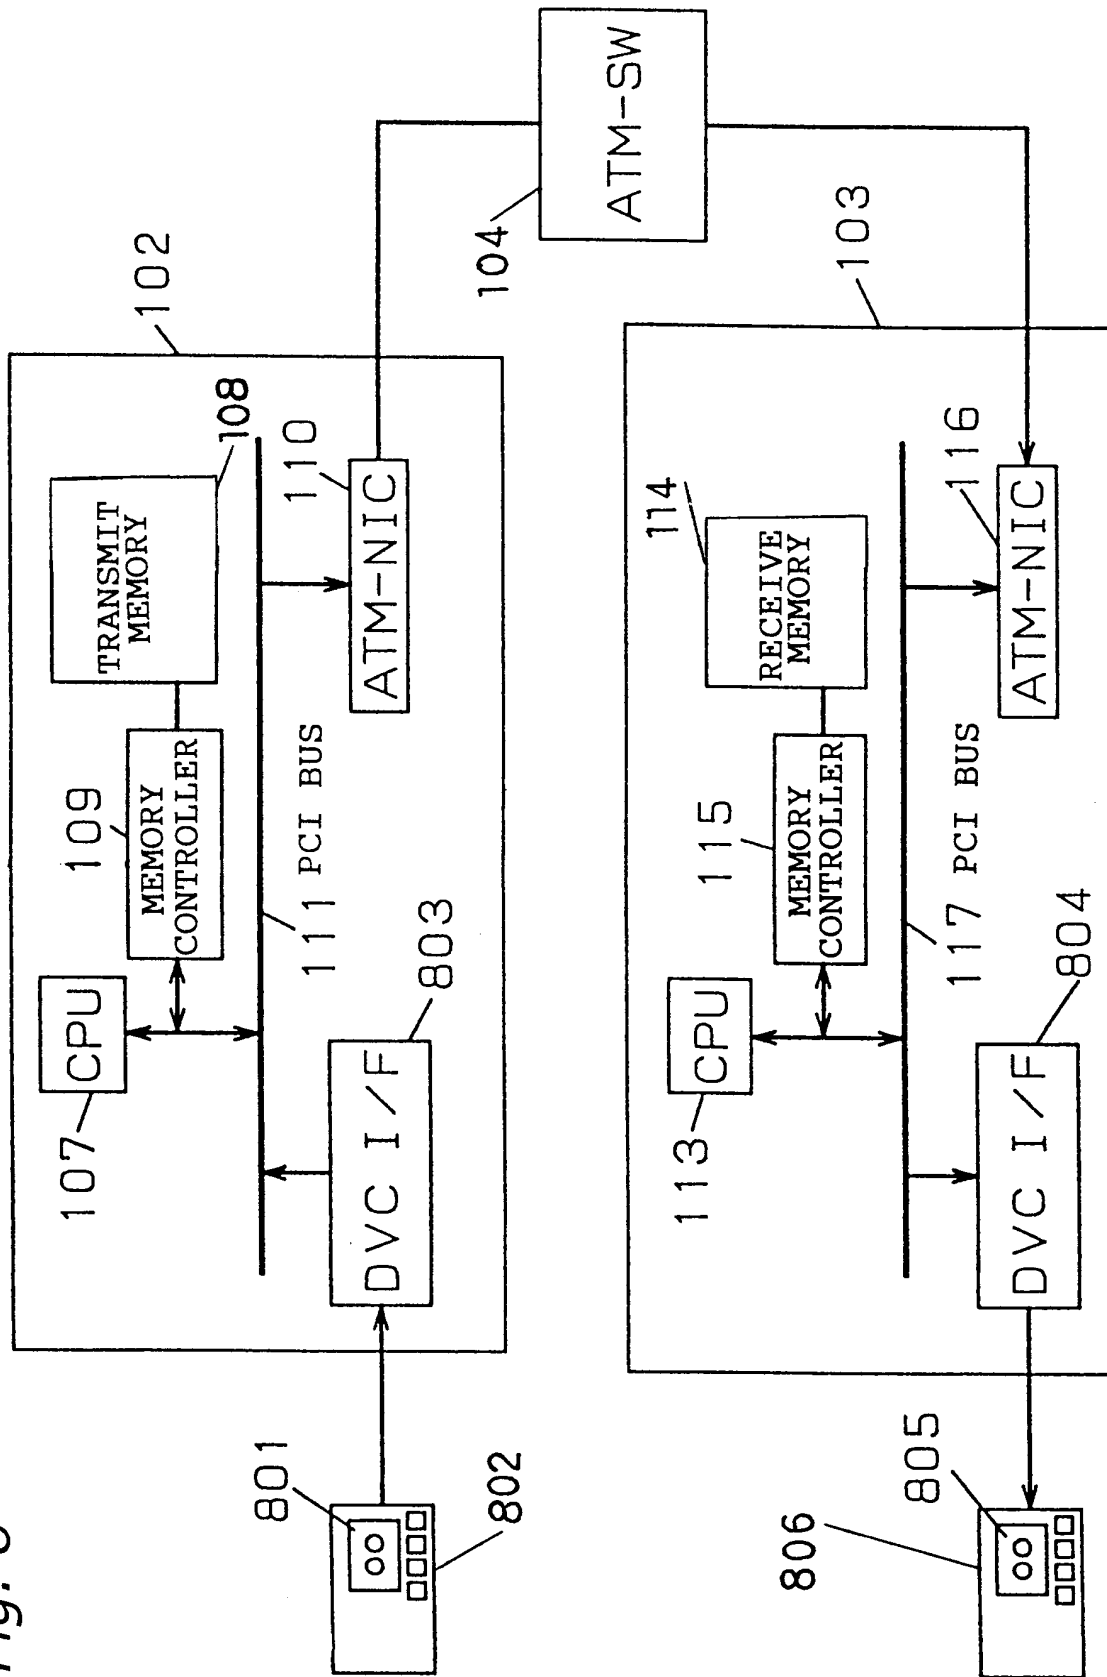 102
TRANSMIT
MEMORY
108
109
MEMORY
CONTROLLER
107
CPU
111 PCI BUS
110
ATM-NIC
803
DVC I/F
801
802
104
ATM-SW
103
114
RECEIVE
MEMORY
115
MEMORY
CONTROLLER
113
CPU
117 PCI BUS
116
ATM-NIC
804
DVC I/F
805
806